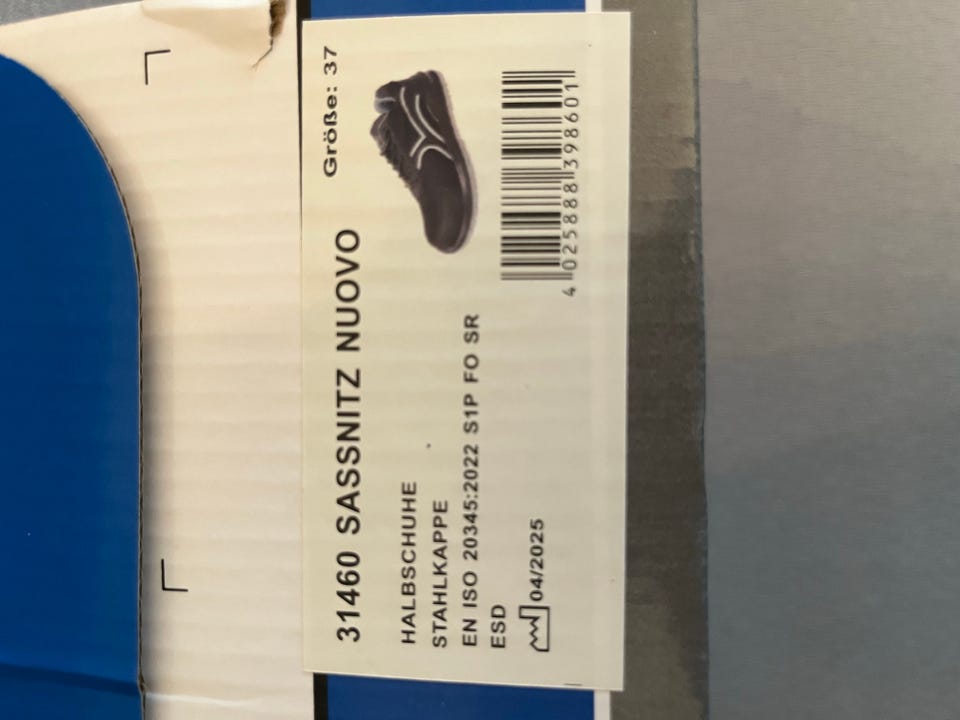 31460 SASSNITZ NUOVO Größe: 37
HALBSCHUHE
STAHLKAPPE
EN ISO 20345:2022 S1P FO SR
ESD
04/2025
4 025888 398601